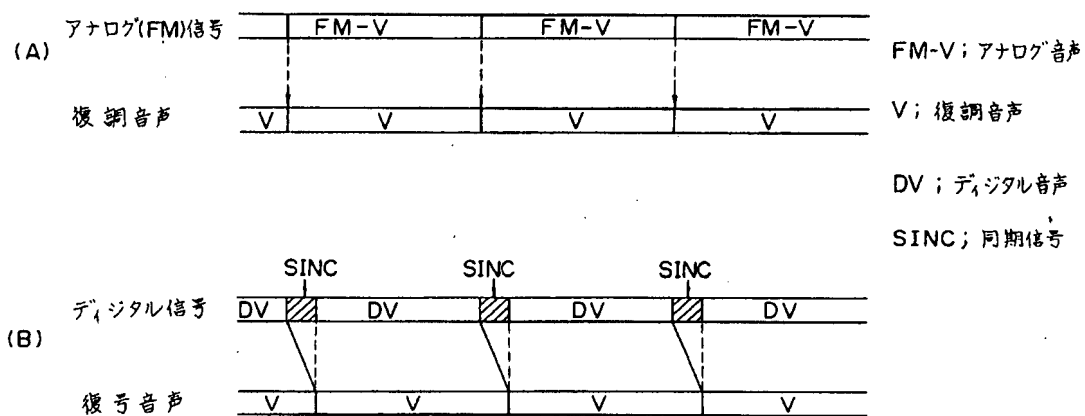 (A)
アナログ(FM)信号 FM-V FM-V FM-V
復調音声 V V V V
FM-V; アナログ音声
V; 復調音声
DV; ディジタル音声
SINC; 同期信号
(B)
SINC SINC SINC
ディジタル信号 DV DV DV DV
復号音声 V V V V